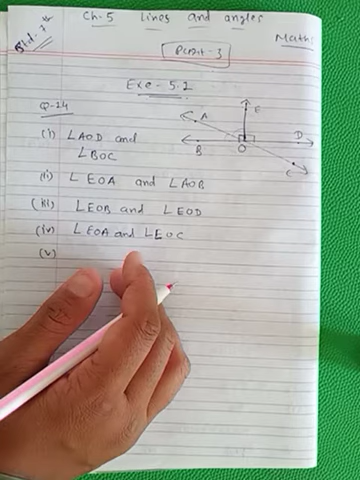 Ch-5 Lines and angles
Std-7th
Maths
Part-3
Exe-5.2
Q-14
(i) ∠AOD and
∠BOC
(ii) ∠EOA and ∠AOB
(iii) ∠EOB and ∠EOD
(iv) ∠EOA and ∠EOC
(v)
E
A
B
O
D
C